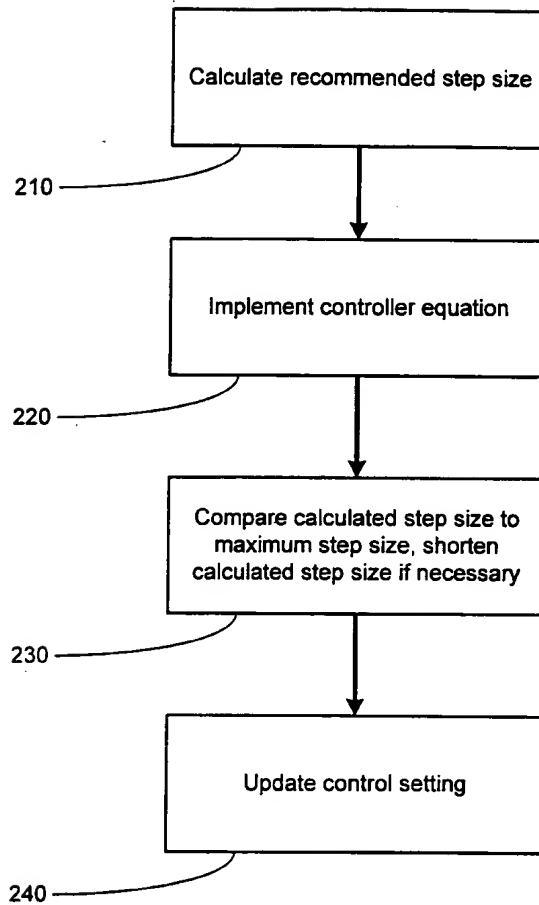 Calculate recommended step size
210
Implement controller equation
220
Compare calculated step size to
maximum step size, shorten
calculated step size if necessary
230
Update control setting
240